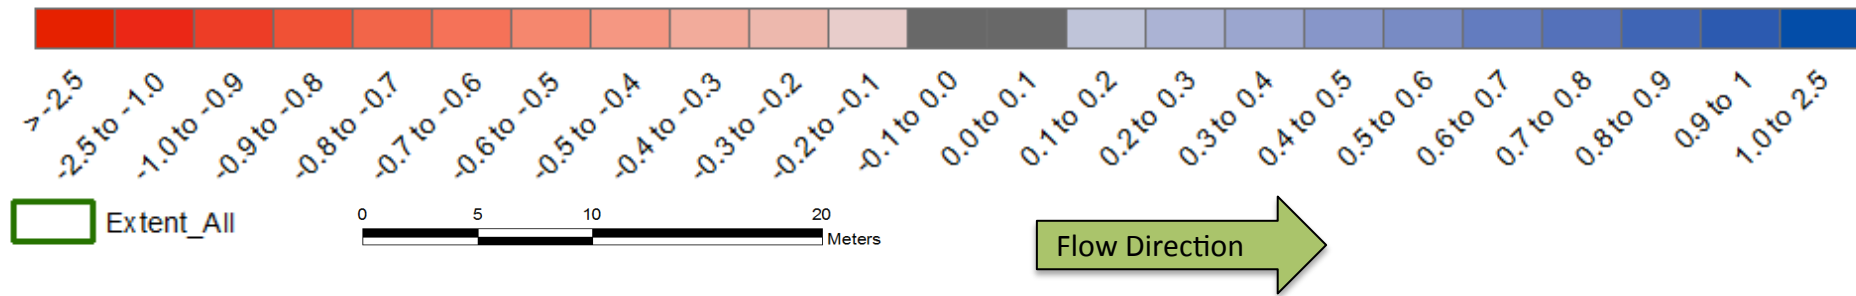 > -2.5
-2.5 to -1.0
-1.0 to -0.9
-0.9 to -0.8
-0.8 to -0.7
-0.7 to -0.6
-0.6 to -0.5
-0.5 to -0.4
-0.4 to -0.3
-0.3 to -0.2
-0.2 to -0.1
-0.1 to 0.0
0.0 to 0.1
0.1 to 0.2
0.2 to 0.3
0.3 to 0.4
0.4 to 0.5
0.5 to 0.6
0.6 to 0.7
0.7 to 0.8
0.8 to 0.9
0.9 to 1
1.0 to 2.5
Extent_All
0 5 10 20
Meters
Flow Direction